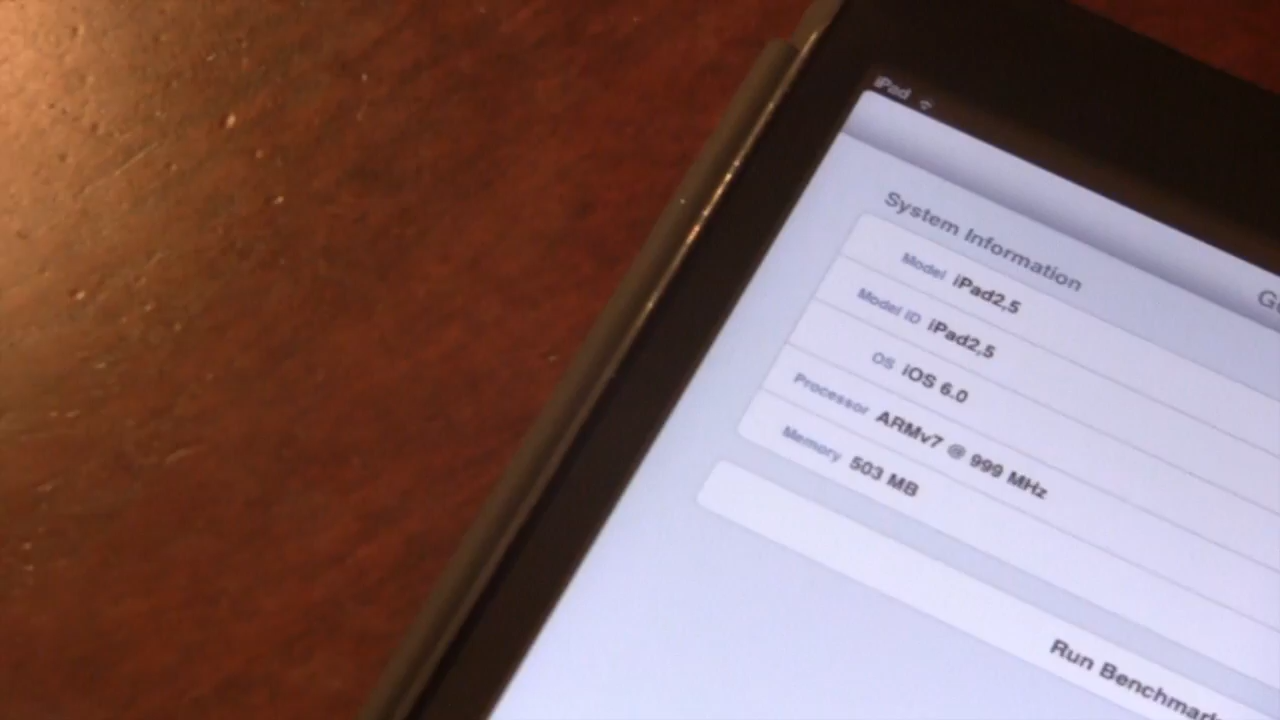 iPad
System Information
Model iPad2,5
Model ID iPad2,5
OS iOS 6.0
Processor ARMv7 @ 999 MHz
Memory 503 MB
Run Benchmark